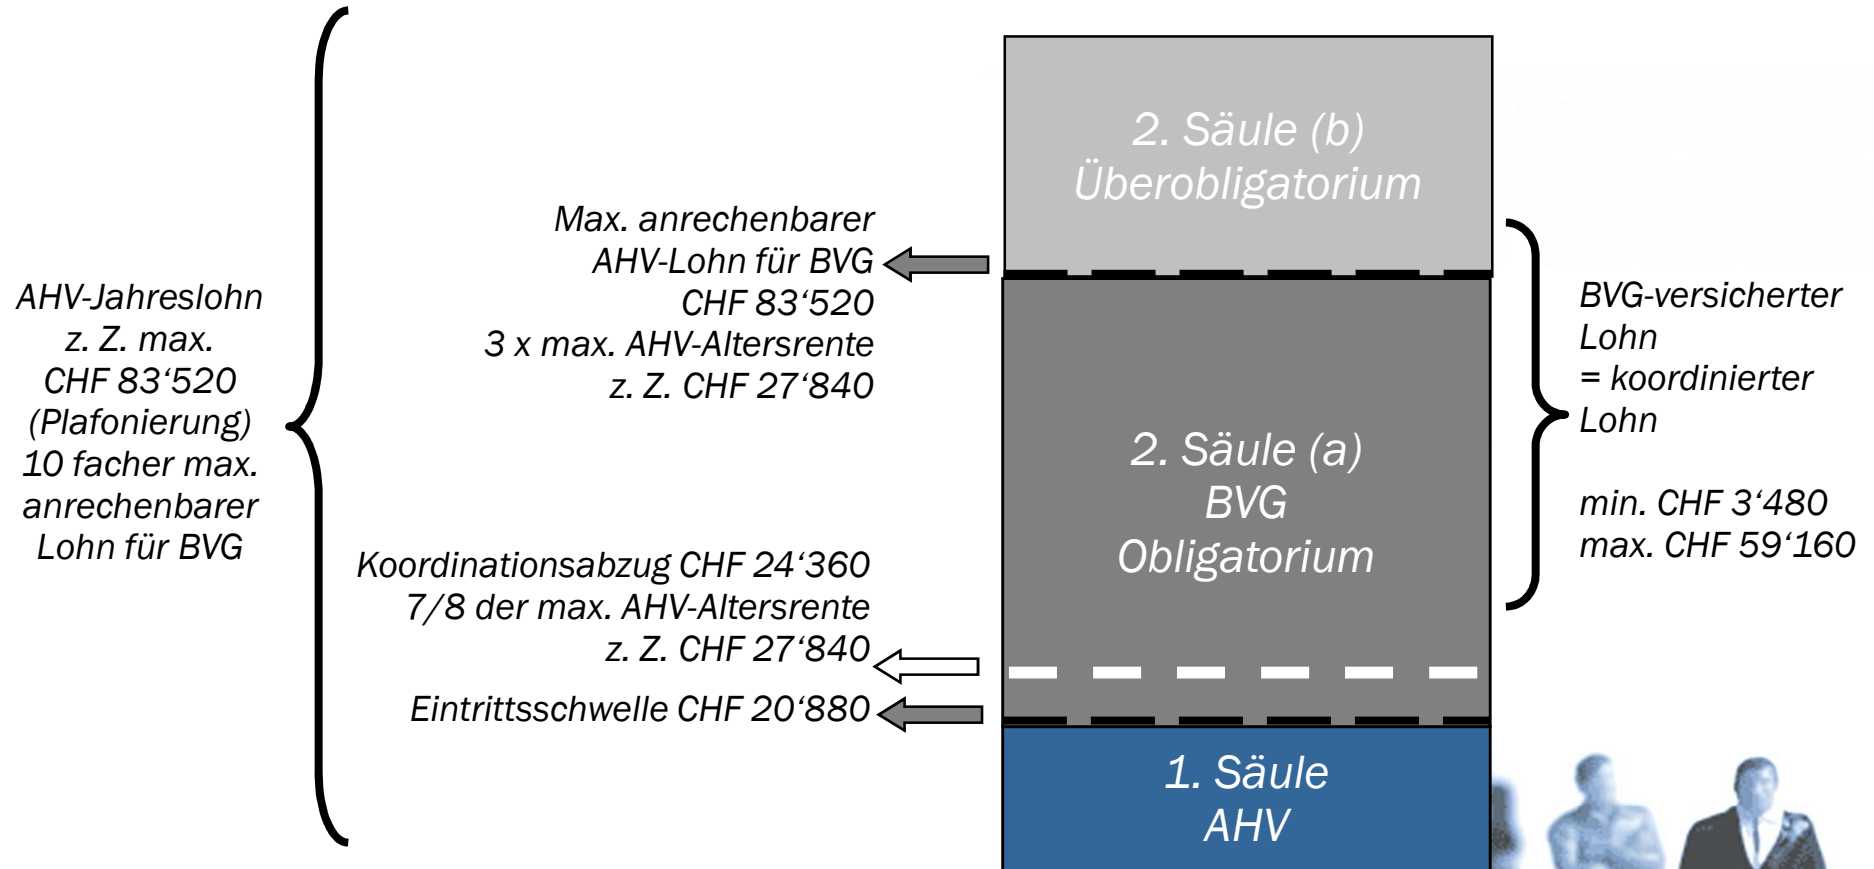 AHV-Jahreslohn
z. Z. max.
CHF 83‘520
(Plafonierung)
10 facher max.
anrechenbarer
Lohn für BVG
Max. anrechenbarer
AHV-Lohn für BVG
CHF 83‘520
3 x max. AHV-Altersrente
z. Z. CHF 27‘840
Koordinationsabzug CHF 24‘360
7/8 der max. AHV-Altersrente
z. Z. CHF 27‘840
Eintrittsschwelle CHF 20‘880
2. Säule (b)
Überobligatorium
2. Säule (a)
BVG
Obligatorium
1. Säule
AHV
BVG-versicherter
Lohn
= koordinierter
Lohn
min. CHF 3‘480
max. CHF 59‘160